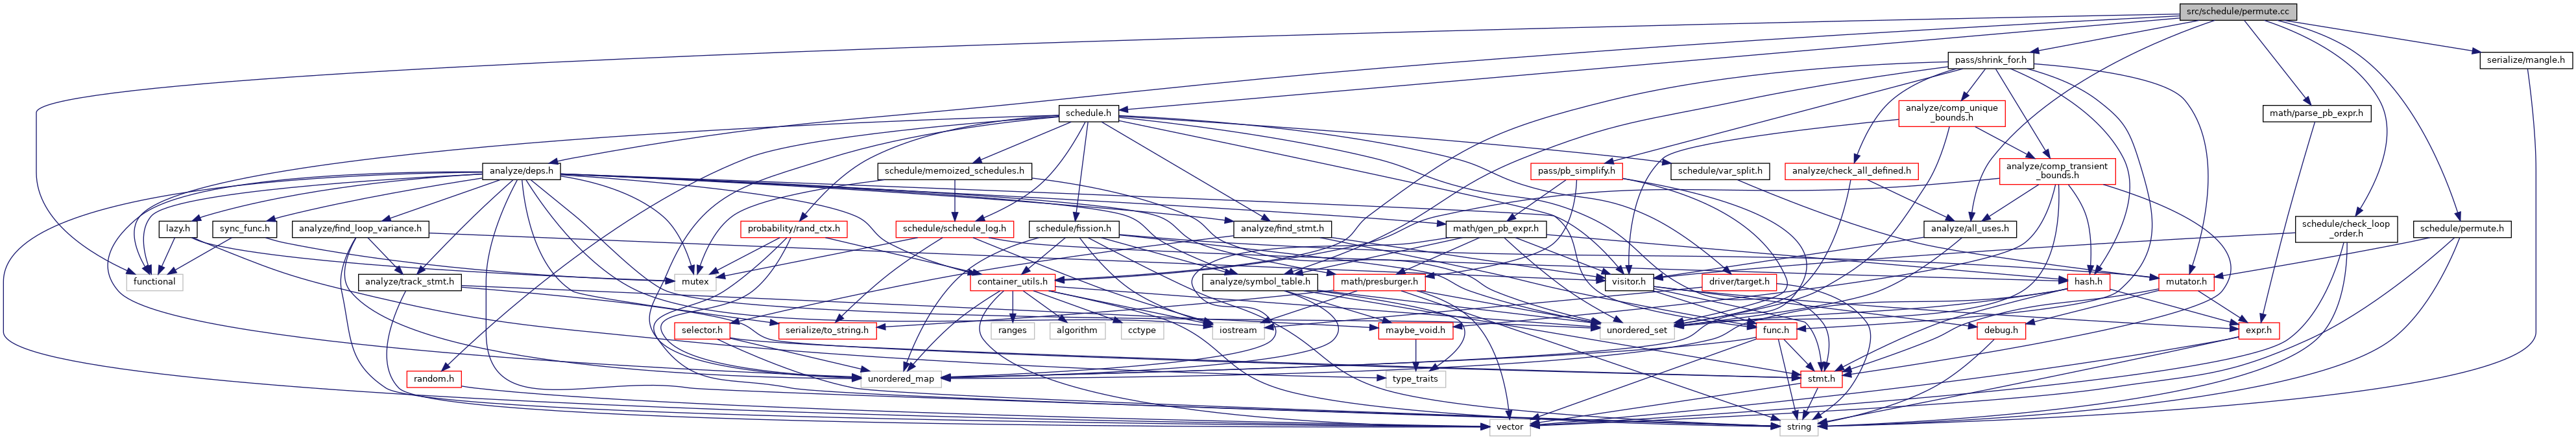 src/schedule/permute.cc
pass/shrink_for.h
serialize/mangle.h
schedule.h
analyze/comp_unique
_bounds.h
math/parse_pb_expr.h
analyze/deps.h
schedule/memoized_schedules.h
pass/pb_simplify.h
schedule/var_split.h
analyze/check_all_defined.h
analyze/comp_transient
_bounds.h
lazy.h
sync_func.h
analyze/find_loop_variance.h
probability/rand_ctx.h
schedule/schedule_log.h
schedule/fission.h
analyze/find_stmt.h
math/gen_pb_expr.h
analyze/all_uses.h
schedule/check_loop
_order.h
schedule/permute.h
functional
analyze/track_stmt.h
mutex
container_utils.h
analyze/symbol_table.h
math/presburger.h
visitor.h
driver/target.h
hash.h
mutator.h
selector.h
serialize/to_string.h
ranges
algorithm
cctype
iostream
maybe_void.h
unordered_set
func.h
debug.h
expr.h
random.h
unordered_map
type_traits
stmt.h
vector
string